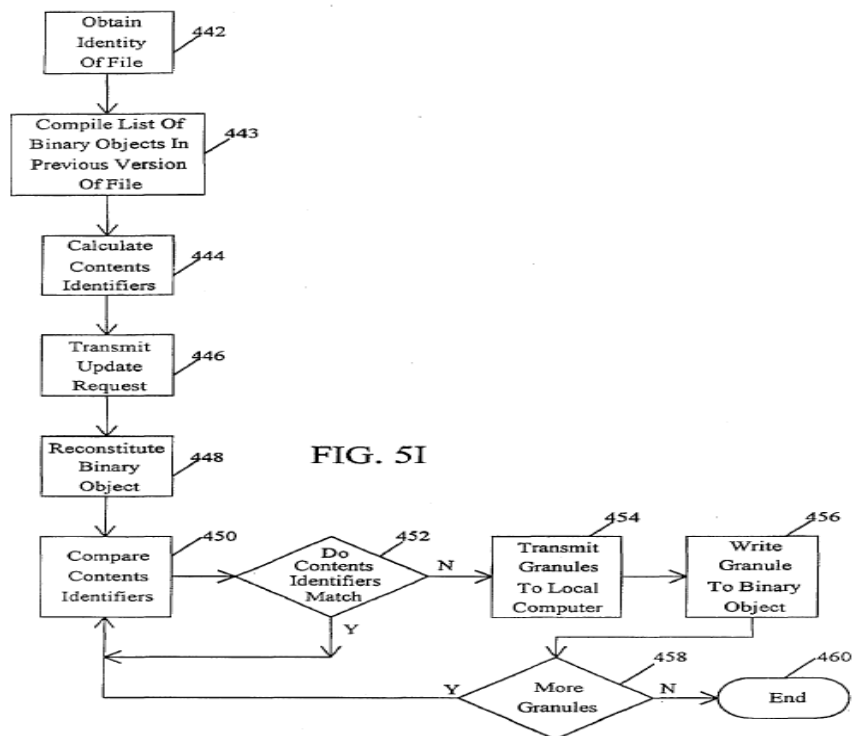 Obtain
Identity
Of File
442
Compile List Of
Binary Objects In
Previous Version
Of File
443
Calculate
Contents
Identifiers
444
Transmit
Update
Request
446
Reconstitute
Binary
Object
448
FIG. 5I
Compare
Contents
Identifiers
450
Do
Contents
Identifiers
Match
452
N
Y
Transmit
Granules
To Local
Computer
454
Write
Granule
To Binary
Object
456
More
Granules
458
Y
N
End
460